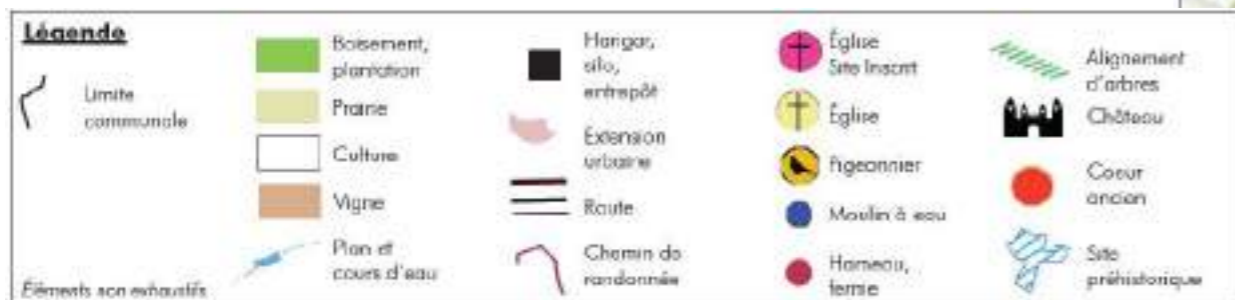 Légende
Limite
communale
Éléments non exhaustifs
Boisement,
plantation
Prairie
Culture
Vigne
Plan et
cours d'eau
Hangar,
silo,
entrepôt
Extension
urbaine
Route
Chemin de
randonnée
Église
Site Inscrit
Église
Pigeonnier
Moulin à eau
Hameau,
ferme
Alignement
d'arbres
Château
Coeur
ancien
Site
préhistorique